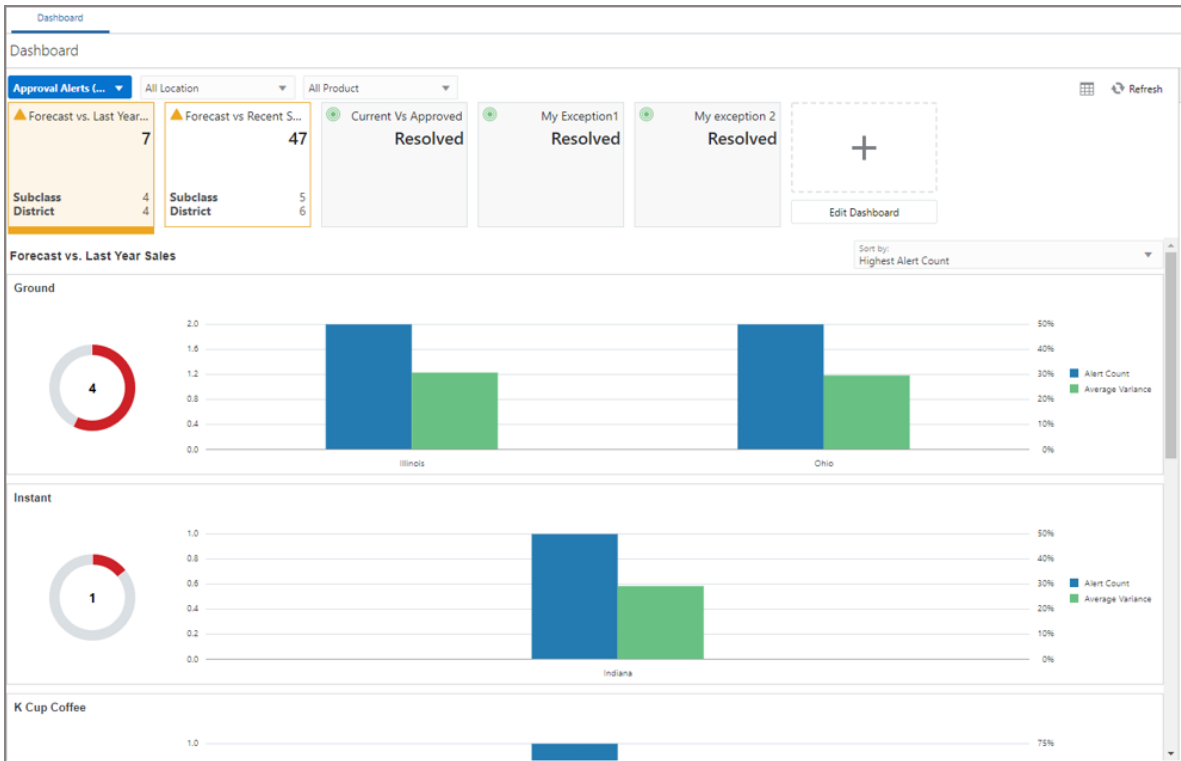 Dashboard
Dashboard
Approval Alerts (...
All Location
All Product
Refresh
Forecast vs. Last Year...
7
Subclass 4
District 4
Forecast vs Recent S...
47
Subclass 5
District 6
Current Vs Approved
Resolved
My Exception1
Resolved
My exception 2
Resolved
Edit Dashboard
Forecast vs. Last Year Sales
Sort by:
Highest Alert Count
Ground
4
2.0
1.6
1.2
0.8
0.4
0.0
Illinois
Ohio
50%
40%
30%
20%
10%
0%
Alert Count
Average Variance
Instant
1
1.0
0.8
0.6
0.4
0.2
0.0
Indiana
50%
40%
30%
20%
10%
0%
Alert Count
Average Variance
K Cup Coffee
1.0
75%